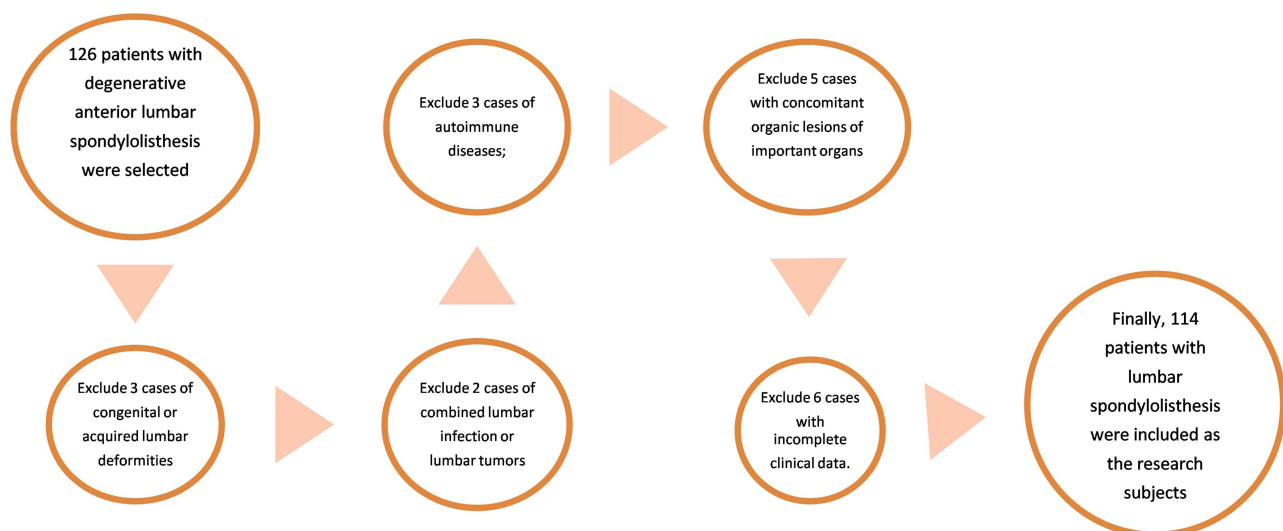 126 patients with
degenerative
anterior lumbar
spondylolisthesis
were selected
Exclude 3 cases of
congenital or
acquired lumbar
deformities
Exclude 2 cases of
combined lumbar
infection or
lumbar tumors
Exclude 3 cases of
autoimmune
diseases;
Exclude 5 cases
with concomitant
organic lesions of
important organs
Exclude 6 cases
with
incomplete
clinical data.
Finally, 114
patients with
lumbar
spondylolisthesis
were included as
the research
subjects